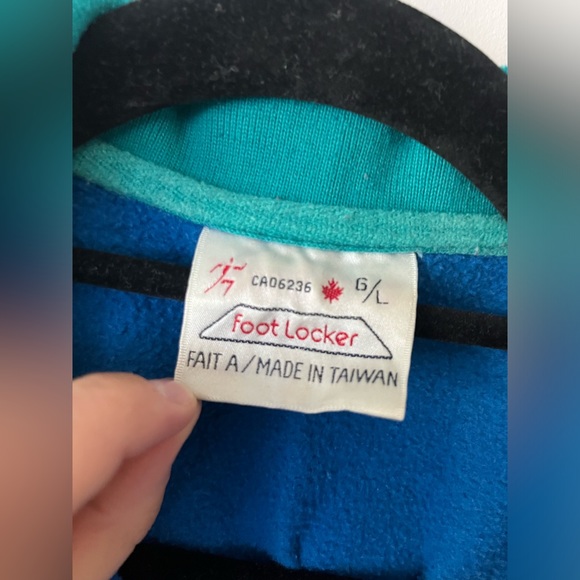 CA06236 G/L
foot Locker
FAIT A/MADE IN TAIWAN